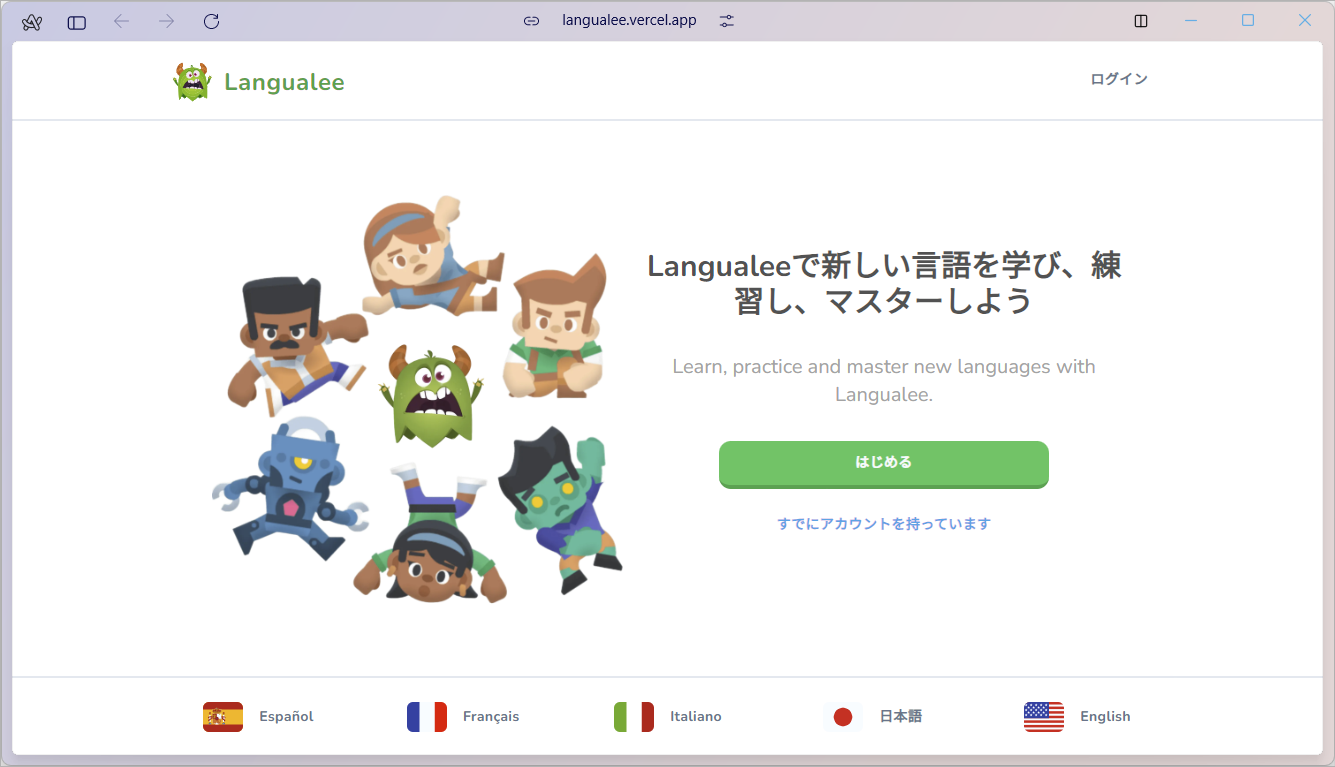 langualee.vercel.app
Langualee
ログイン
Langualeeで新しい言語を学び、練
習し、マスターしよう
Learn, practice and master new languages with
Langualee.
はじめる
すでにアカウントを持っています
Español
Français
Italiano
日本語
English